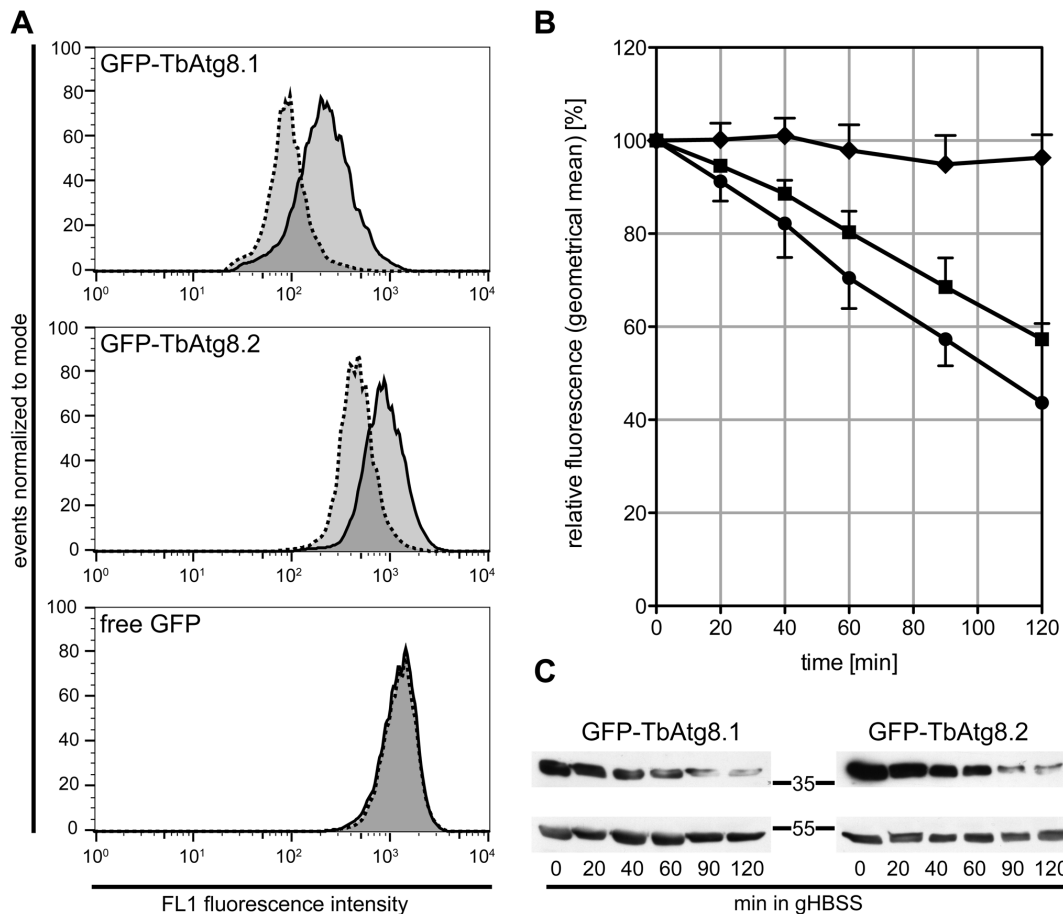 A
events normalized to mode
GFP-TbAtg8.1
100
80
60
40
20
0
10⁰ 10¹ 10² 10³ 10⁴
GFP-TbAtg8.2
100
80
60
40
20
0
10⁰ 10¹ 10² 10³ 10⁴
free GFP
100
80
60
40
20
0
10⁰ 10¹ 10² 10³ 10⁴
FL1 fluorescence intensity
B
relative fluorescence (geometrical mean) [%]
120
100
80
60
40
20
0
0 20 40 60 80 100 120
time [min]
C
GFP-TbAtg8.1 GFP-TbAtg8.2
35
55
0 20 40 60 90 120 0 20 40 60 90 120
min in gHBSS